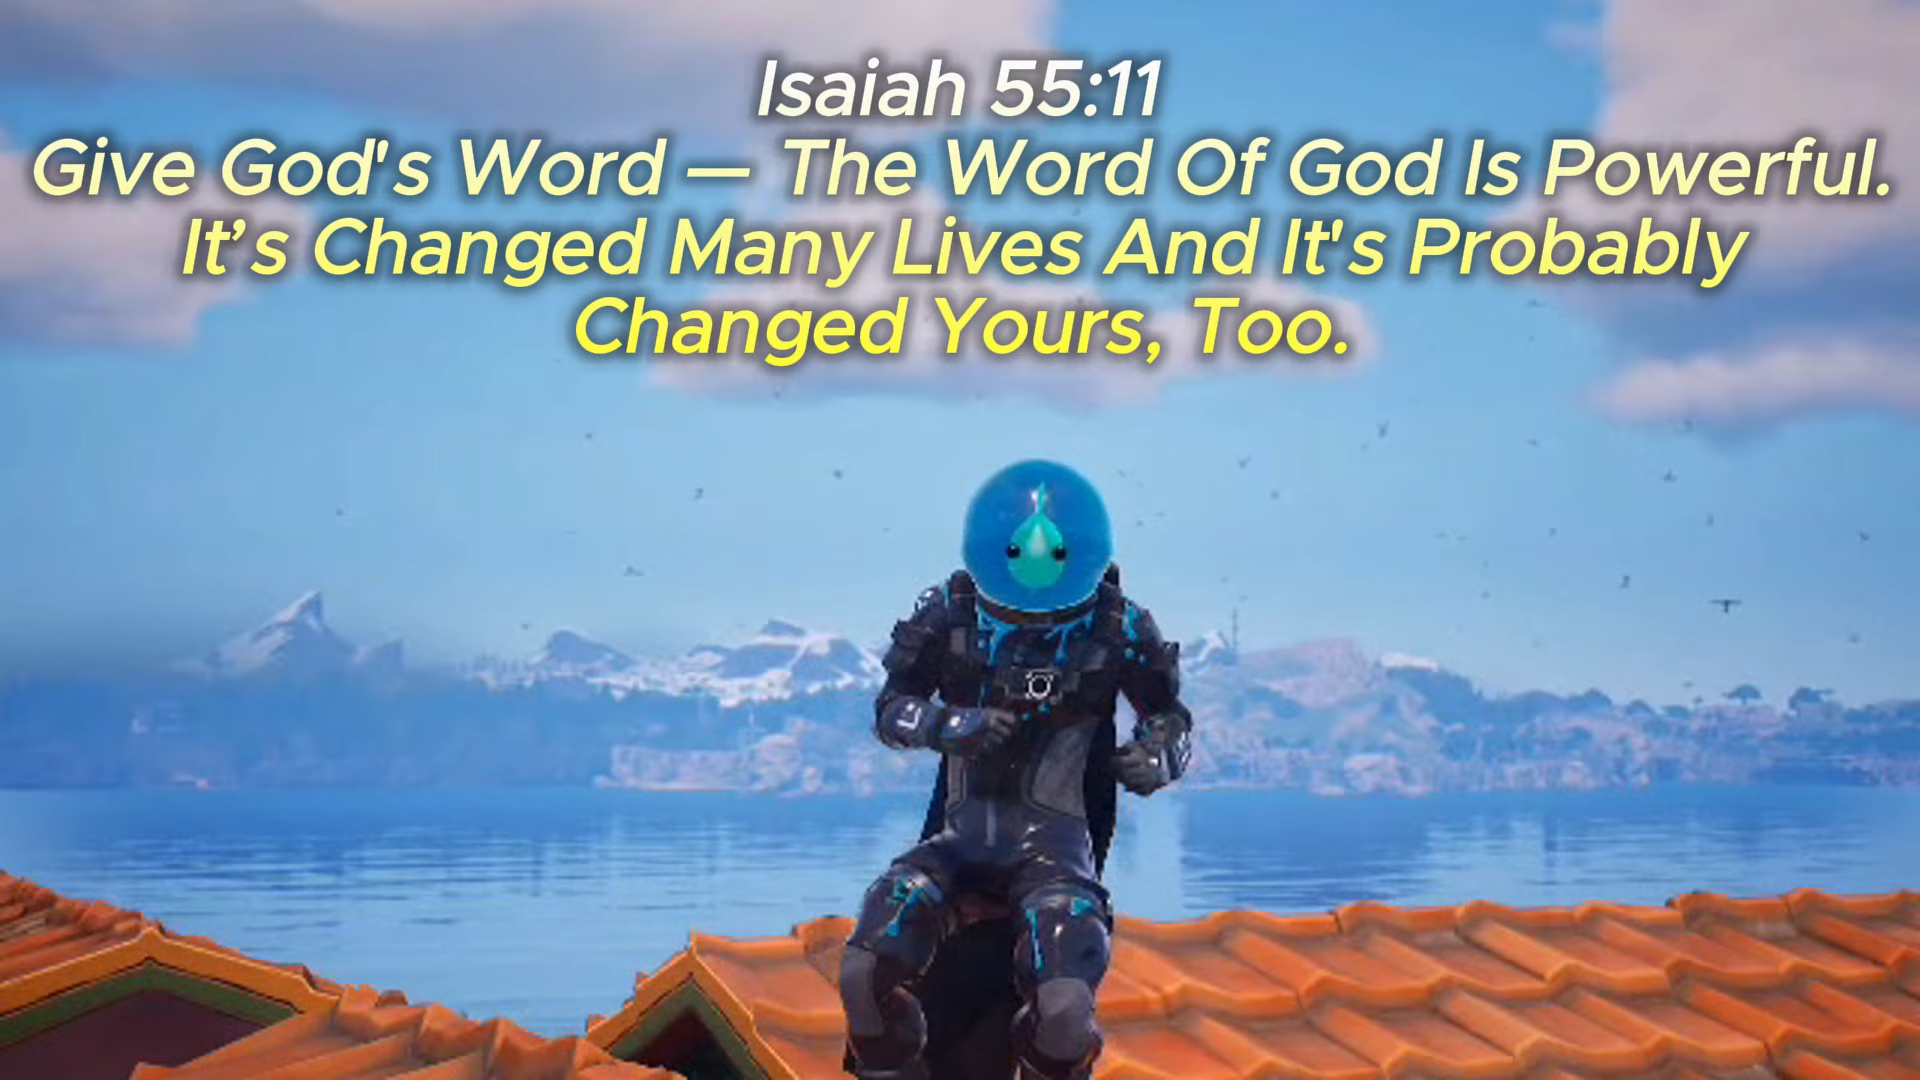 Isaiah 55:11
Give God's Word — The Word Of God Is Powerful.
It’s Changed Many Lives And It's Probably
Changed Yours, Too.